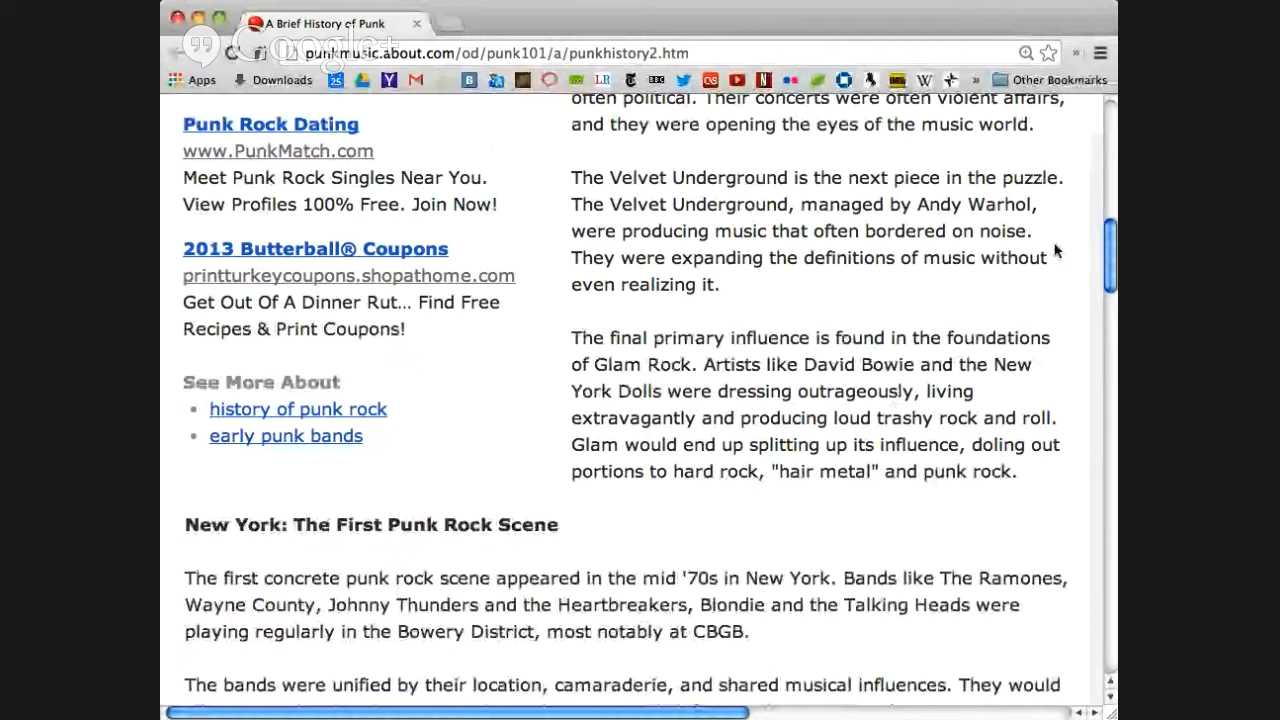 A Brief History of Punk
Google+
punkmusic.about.com/od/punk101/a/punkhistory2.htm
Apps
Downloads
25
Y
B
LR
BBC
N
W
Other Bookmarks
Punk Rock Dating
www.PunkMatch.com
Meet Punk Rock Singles Near You.
View Profiles 100% Free. Join Now!
2013 Butterball® Coupons
printturkeycoupons.shopathome.com
Get Out Of A Dinner Rut... Find Free
Recipes & Print Coupons!
See More About
history of punk rock
early punk bands
often political. Their concerts were often violent affairs,
and they were opening the eyes of the music world.
The Velvet Underground is the next piece in the puzzle.
The Velvet Underground, managed by Andy Warhol,
were producing music that often bordered on noise.
They were expanding the definitions of music without
even realizing it.
The final primary influence is found in the foundations
of Glam Rock. Artists like David Bowie and the New
York Dolls were dressing outrageously, living
extravagantly and producing loud trashy rock and roll.
Glam would end up splitting up its influence, doling out
portions to hard rock, "hair metal" and punk rock.
New York: The First Punk Rock Scene
The first concrete punk rock scene appeared in the mid '70s in New York. Bands like The Ramones,
Wayne County, Johnny Thunders and the Heartbreakers, Blondie and the Talking Heads were
playing regularly in the Bowery District, most notably at CBGB.
The bands were unified by their location, camaraderie, and shared musical influences. They would